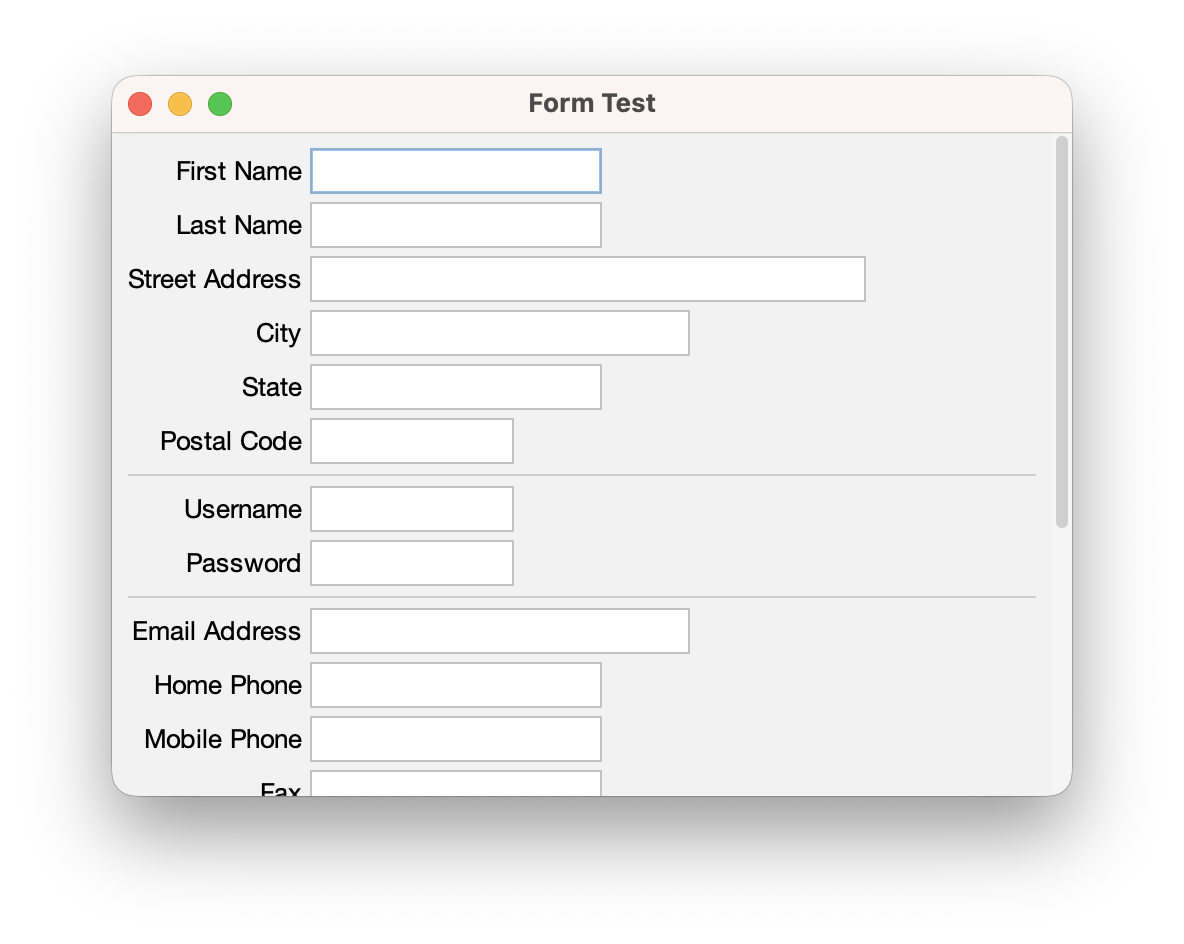 Form Test
First Name
Last Name
Street Address
City
State
Postal Code
Username
Password
Email Address
Home Phone
Mobile Phone
Fax